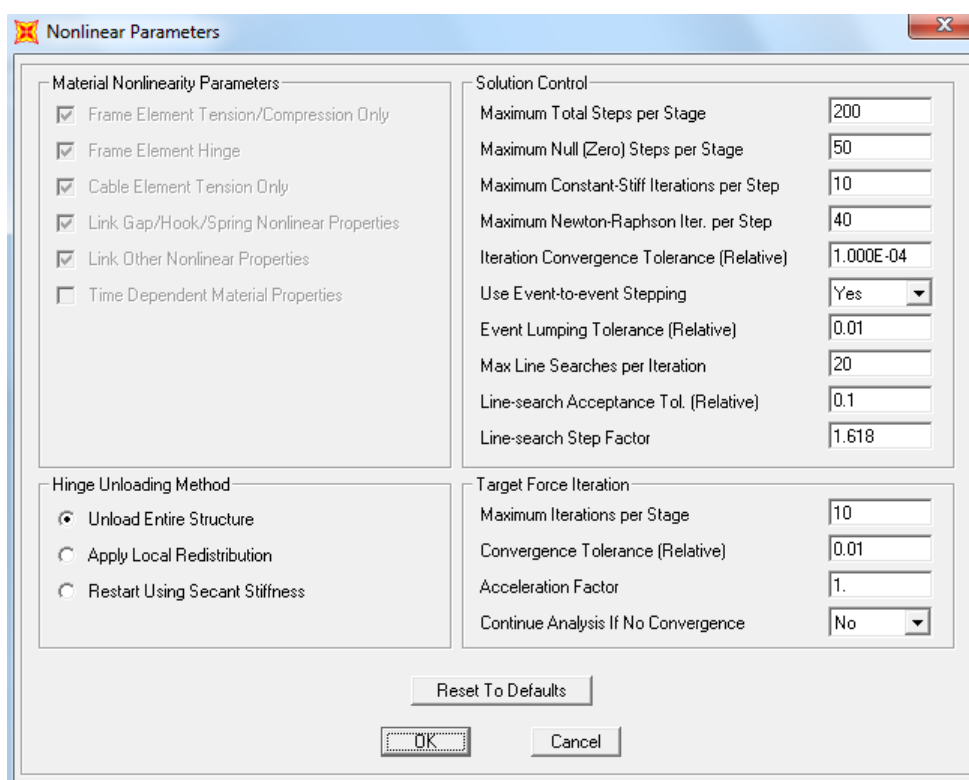 Nonlinear Parameters
X
Material Nonlinearity Parameters
Frame Element Tension/Compression Only
Frame Element Hinge
Cable Element Tension Only
Link Gap/Hook/Spring Nonlinear Properties
Link Other Nonlinear Properties
Time Dependent Material Properties
Solution Control
Maximum Total Steps per Stage 200
Maximum Null (Zero) Steps per Stage 50
Maximum Constant-Stiff Iterations per Step 10
Maximum Newton-Raphson Iter. per Step 40
Iteration Convergence Tolerance (Relative) 1.000E-04
Use Event-to-event Stepping Yes
Event Lumping Tolerance (Relative) 0.01
Max Line Searches per Iteration 20
Line-search Acceptance Tol. (Relative) 0.1
Line-search Step Factor 1.618
Hinge Unloading Method
Unload Entire Structure
Apply Local Redistribution
Restart Using Secant Stiffness
Target Force Iteration
Maximum Iterations per Stage 10
Convergence Tolerance (Relative) 0.01
Acceleration Factor 1.
Continue Analysis If No Convergence No
Reset To Defaults
OK Cancel